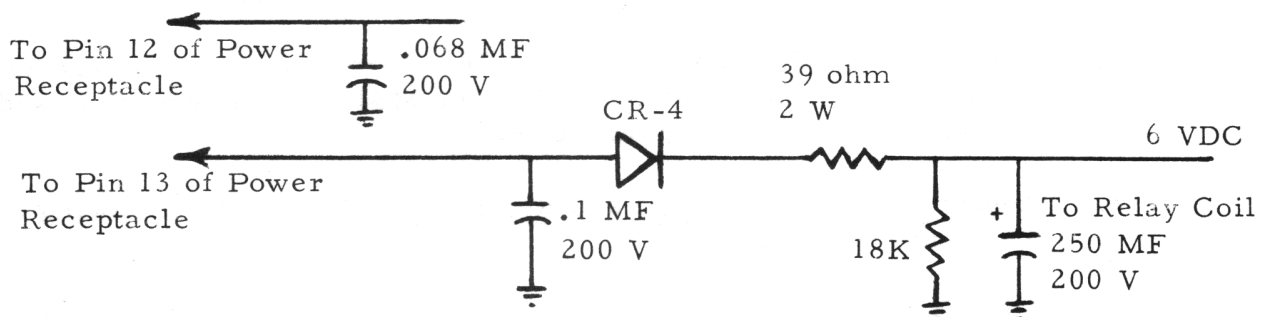 To Pin 12 of Power
Receptacle
.068 MF
200 V
39 ohm
2 W
CR-4
6 VDC
To Pin 13 of Power
Receptacle
.1 MF
200 V
18K
+
To Relay Coil
250 MF
200 V